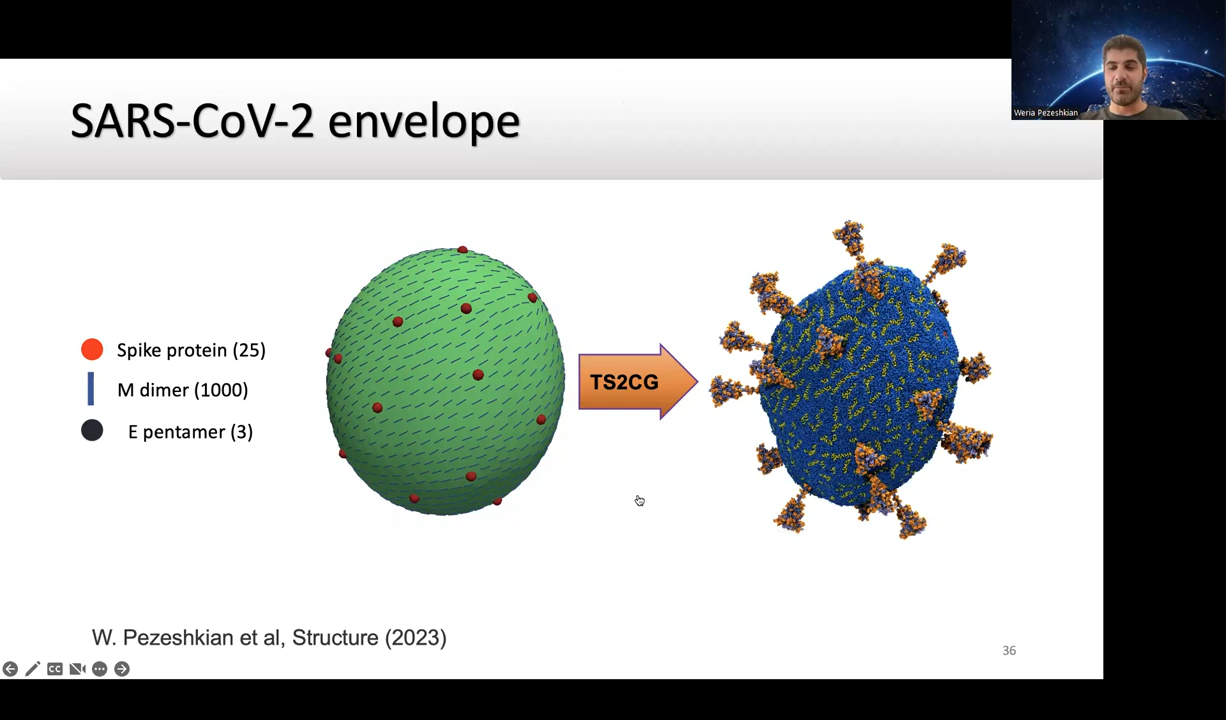 Weria Pezeshkian
SARS-CoV-2 envelope
Spike protein (25)
M dimer (1000)
E pentamer (3)
TS2CG
W. Pezeshkian et al, Structure (2023)
36
CC